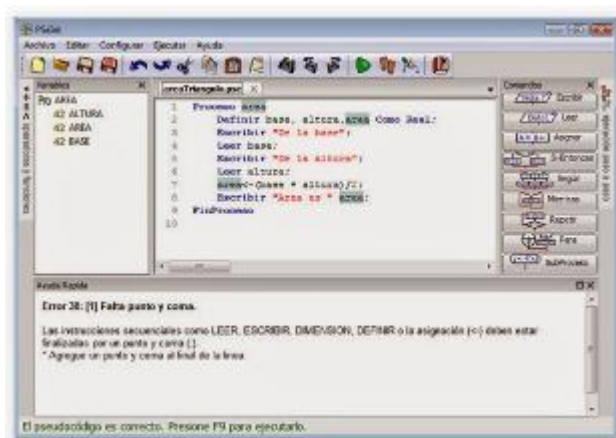 PSeInt
Archivo Editar Configurar Ejecutar Ayuda
Variables
AREA
ALTURA
AREA
BASE
areaTriangulo.psc
1 Proceso area
2 Definir base, altura,area Como Real;
3 Escribir "De la base";
4 Leer base;
5 Escribir "De la altura";
6 Leer altura;
7 area<-(base * altura)/2;
8 Escribir "Area es " area;
9 FinProceso
10
Comandos
Escribir
Leer
Asignar
Si-Entonces
Segun
Mientras
Repetir
Para
SubProceso
Ayuda Rapida
Error 38: [1] Falta punto y coma.
Las instrucciones secuenciales como LEER, ESCRIBIR, DIMENSION, DEFINIR o la asignación (<-) deben estar
finalizadas por un punto y coma (;).
* Agregue un punto y coma al final de la linea
El pseudocódigo es correcto. Presione F9 para ejecutarlo.